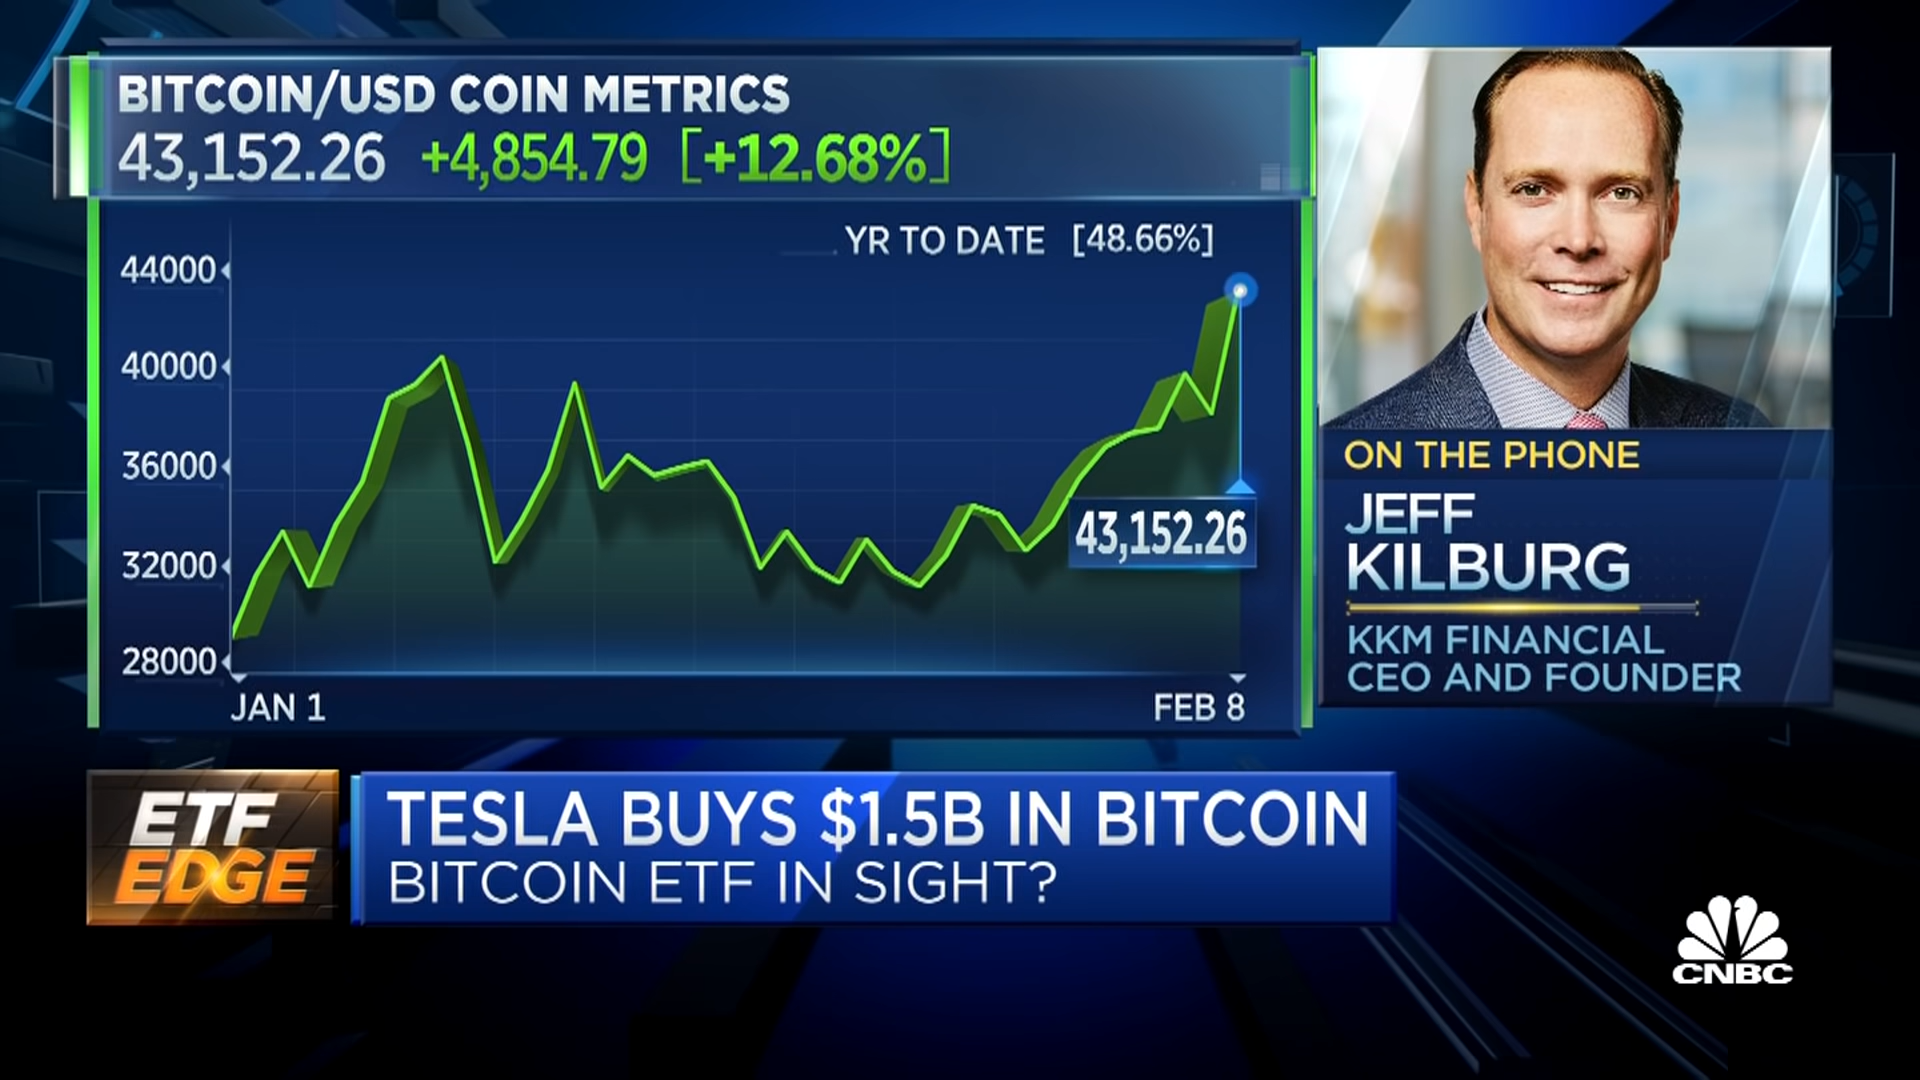 BITCOIN/USD COIN METRICS
43,152.26 +4,854.79 [+12.68%]
YR TO DATE [48.66%]
44000
40000
36000
32000
28000
43,152.26
JAN 1
FEB 8
ON THE PHONE
JEFF
KILBURG
KKM FINANCIAL
CEO AND FOUNDER
ETF
EDGE
TESLA BUYS $1.5B IN BITCOIN
BITCOIN ETF IN SIGHT?
CNBC